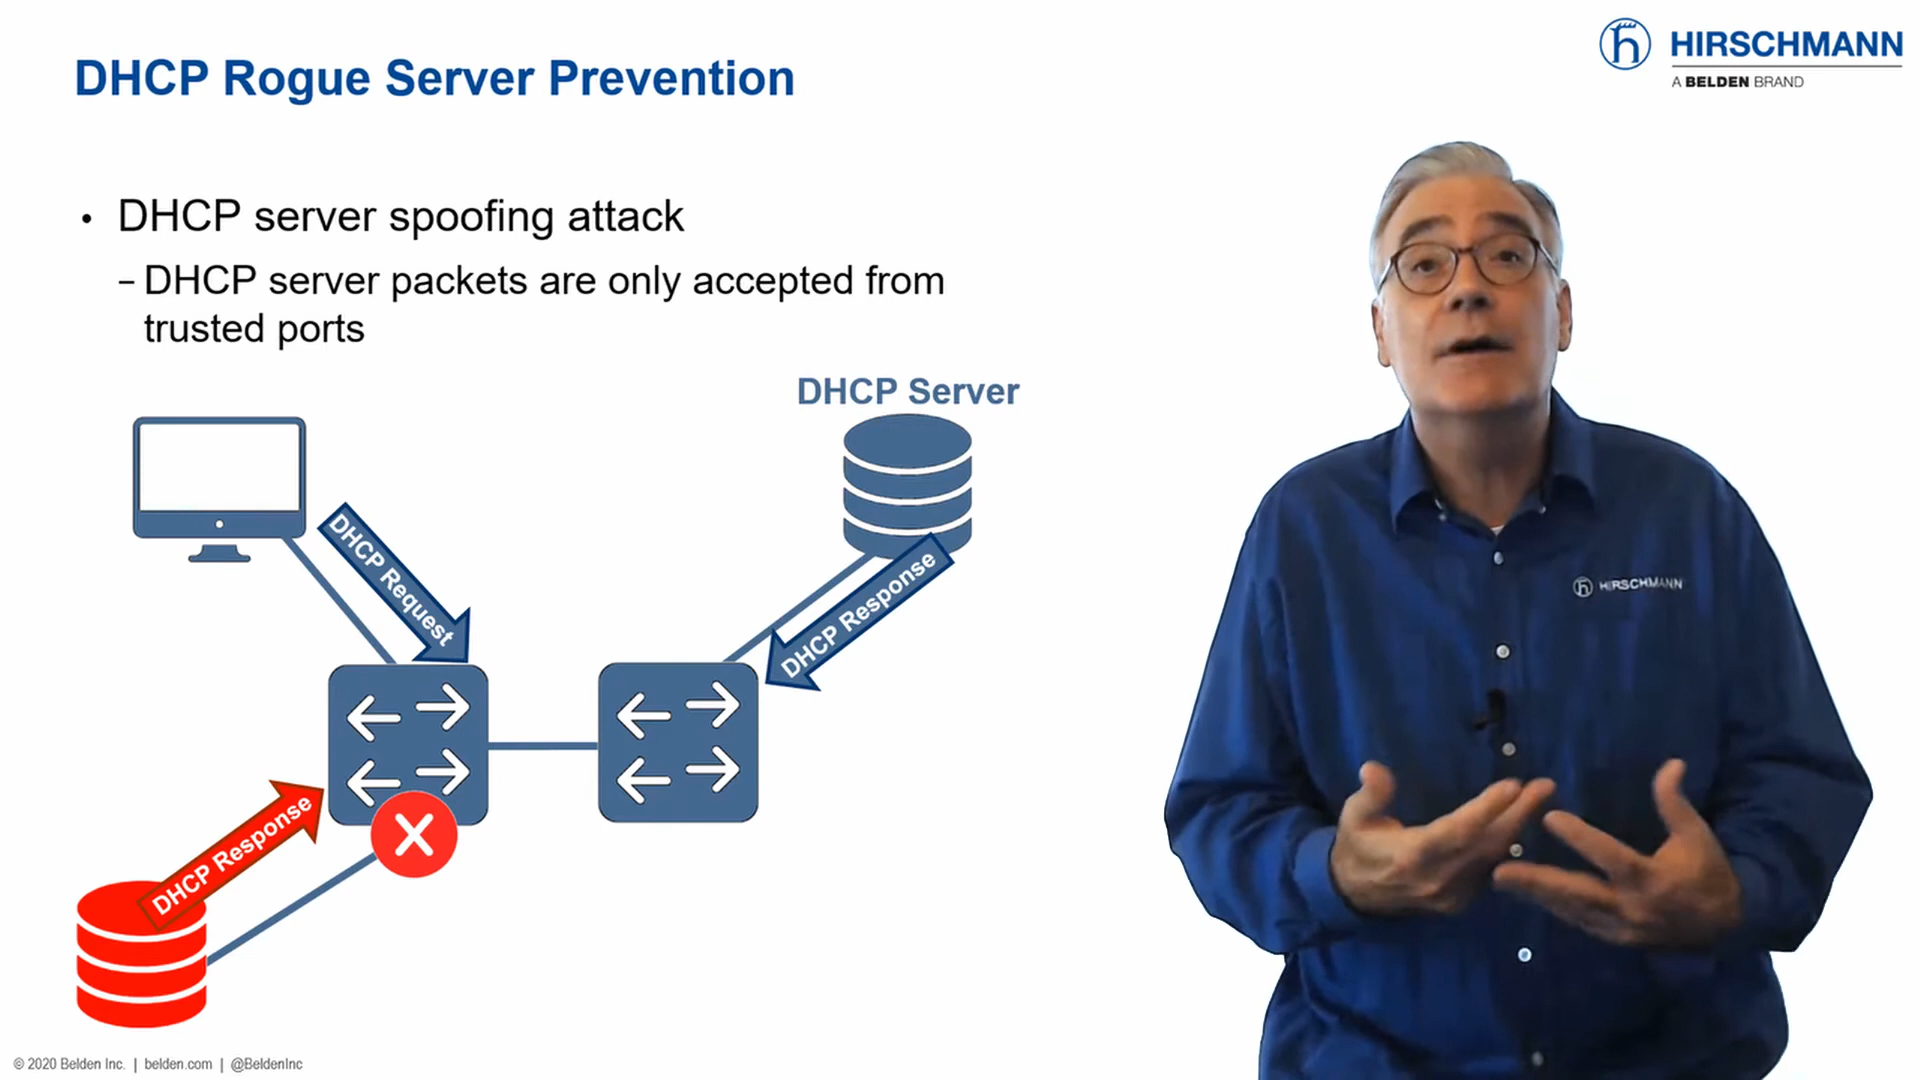 DHCP Rogue Server Prevention
HIRSCHMANN
A BELDEN BRAND
• DHCP server spoofing attack
– DHCP server packets are only accepted from
trusted ports
DHCP Server
DHCP Request
DHCP Response
DHCP Response
HIRSCHMANN
© 2020 Belden Inc. | belden.com | @BeldenInc